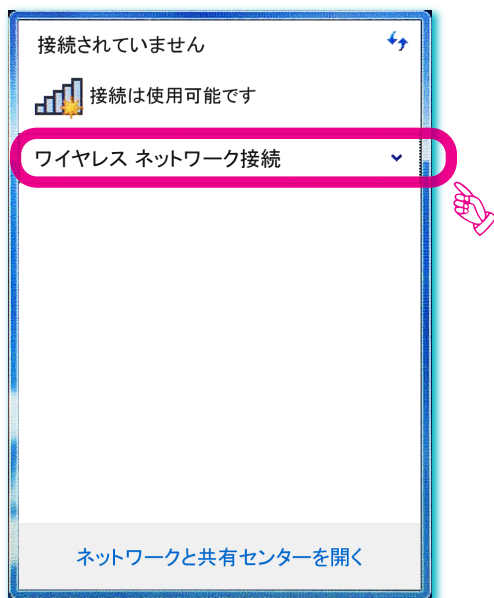 接続されていません
接続は使用可能です
ワイヤレス ネットワーク接続
ネットワークと共有センターを開く